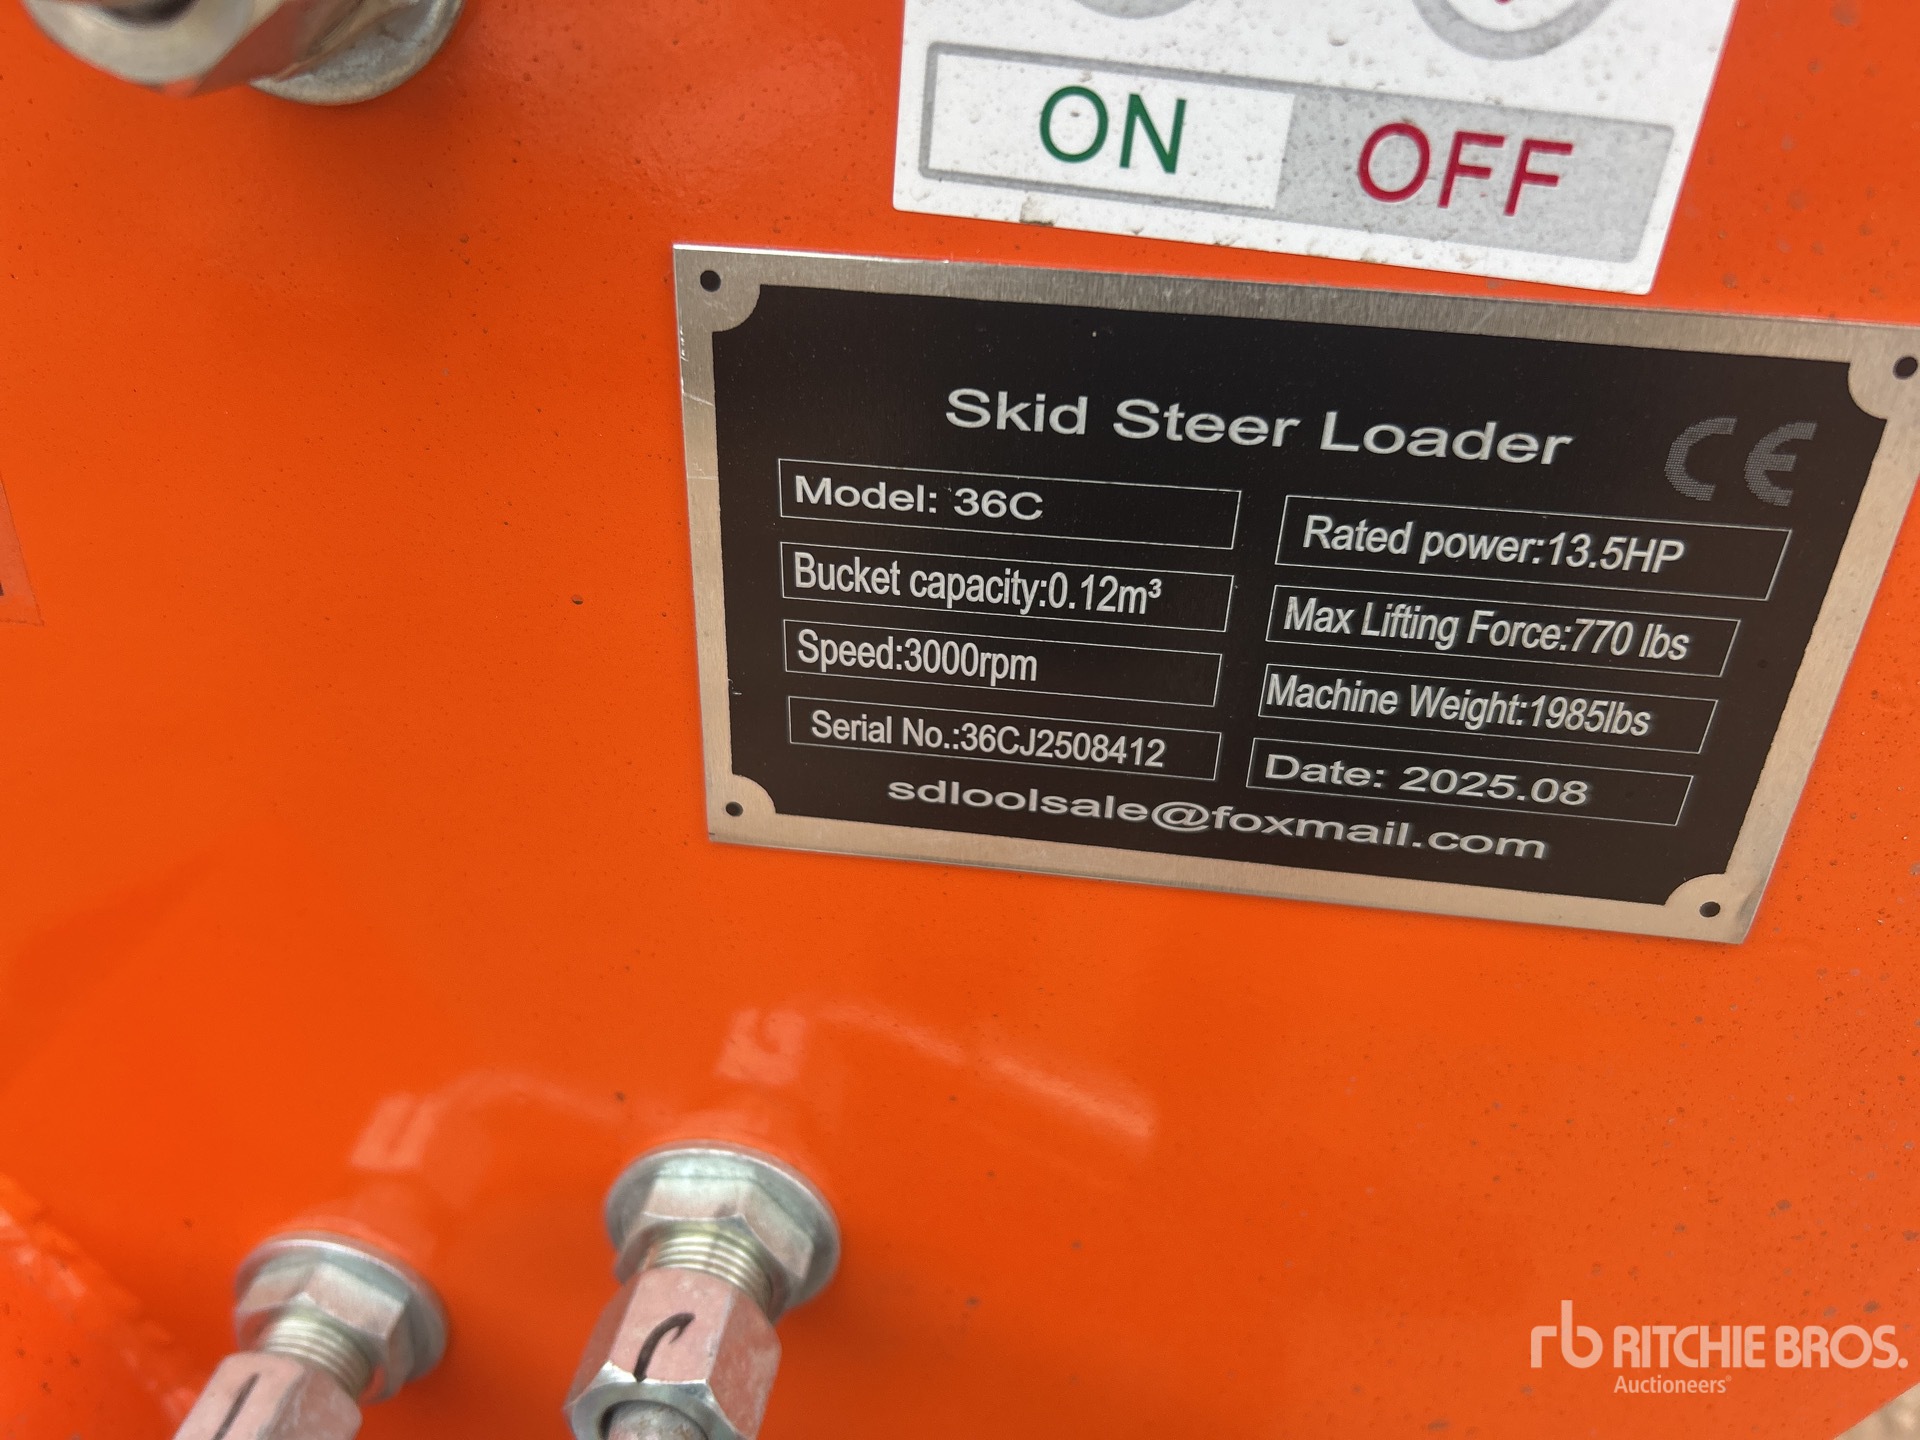 ON OFF
Skid Steer Loader CE
Model: 36C
Rated power:13.5HP
Bucket capacity:0.12m³
Max Lifting Force:770 lbs
Speed:3000rpm
Machine Weight:1985lbs
Serial No.:36CJ2508412
Date: 2025.08
sdloolsale@foxmail.com
rb RITCHIE BROS.
Auctioneers